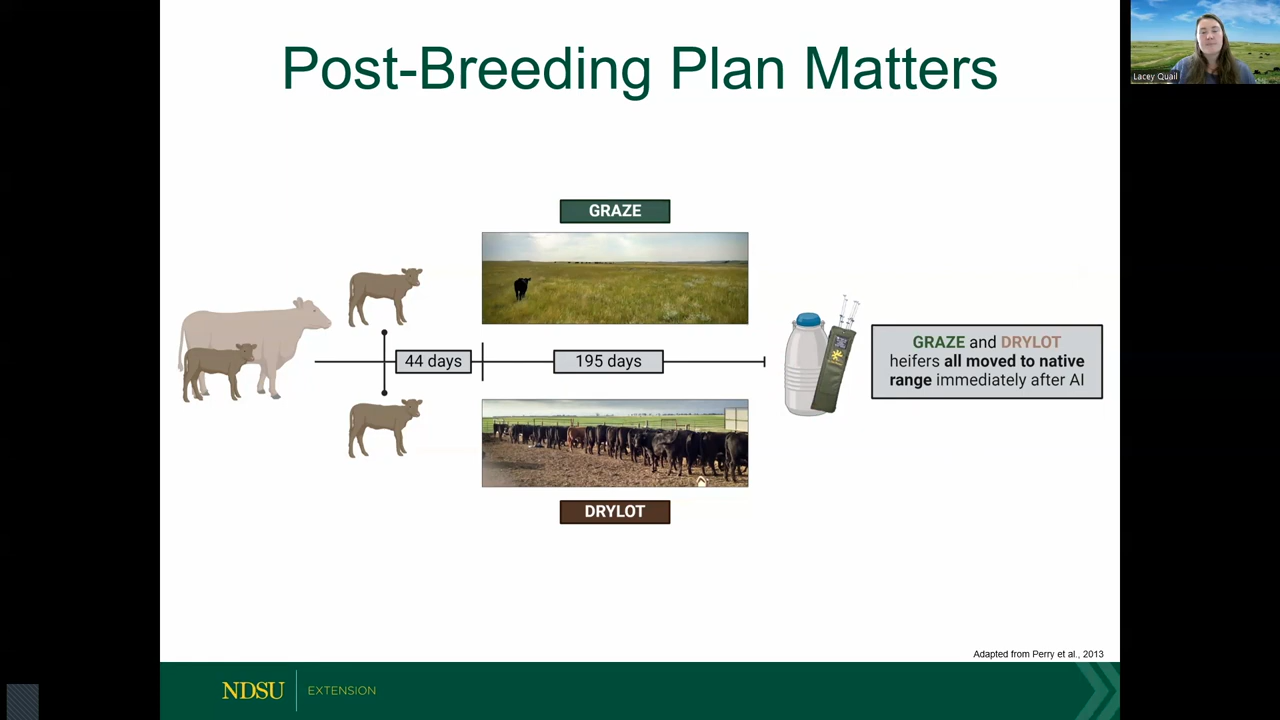 Post-Breeding Plan Matters
Lacey Quail
GRAZE
44 days
195 days
GRAZE and DRYLOT
heifers all moved to native
range immediately after AI
DRYLOT
Adapted from Perry et al., 2013
NDSU
EXTENSION